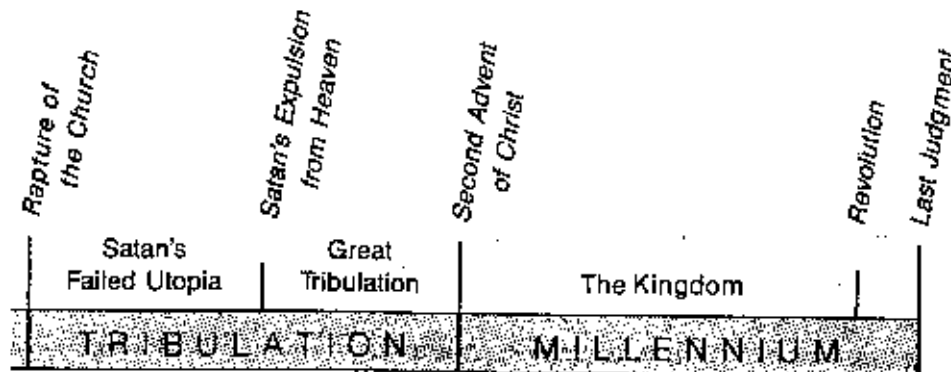 Rapture of
the Church
Satan's Expulsion
from Heaven
Second Advent
of Christ
Revolution
Last Judgment
Satan's
Failed Utopia
Great
Tribulation
The Kingdom
TRIBULATION
MILLENNIUM